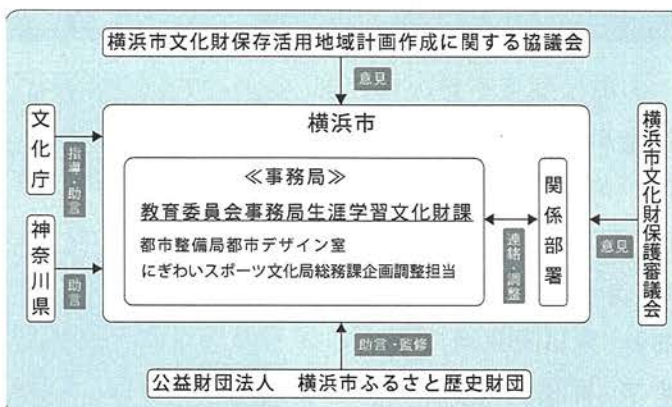 横浜市文化財保存活用地域計画作成に関する協議会
意見
文化庁
指導・助言
神奈川県
助言
横浜市
≪事務局≫
教育委員会事務局生涯学習文化財課
都市整備局都市デザイン室
にぎわいスポーツ文化局総務課企画調整担当
連絡・調整
関係部署
意見
横浜市文化財保護審議会
助言・監修
公益財団法人　横浜市ふるさと歴史財団